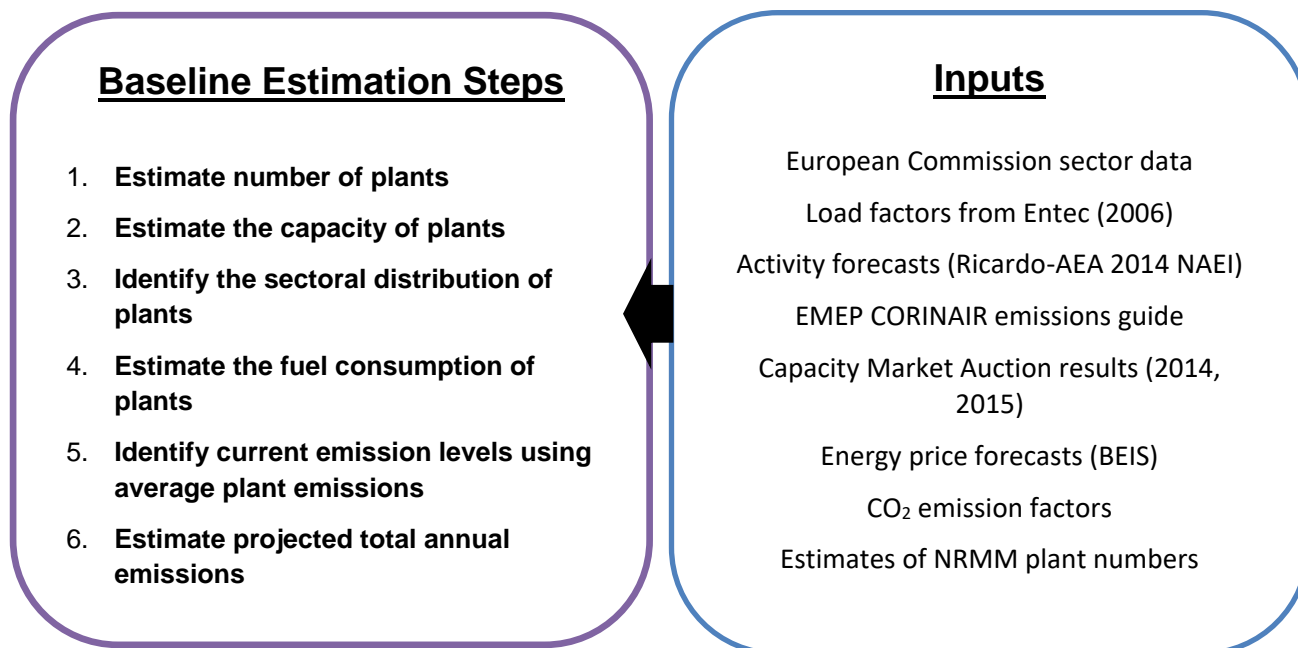 Baseline Estimation Steps
1. Estimate number of plants
2. Estimate the capacity of plants
3. Identify the sectoral distribution of
plants
4. Estimate the fuel consumption of
plants
5. Identify current emission levels using
average plant emissions
6. Estimate projected total annual
emissions
Inputs
European Commission sector data
Load factors from Entec (2006)
Activity forecasts (Ricardo-AEA 2014 NAEI)
EMEP CORINAIR emissions guide
Capacity Market Auction results (2014,
2015)
Energy price forecasts (BEIS)
CO₂ emission factors
Estimates of NRMM plant numbers